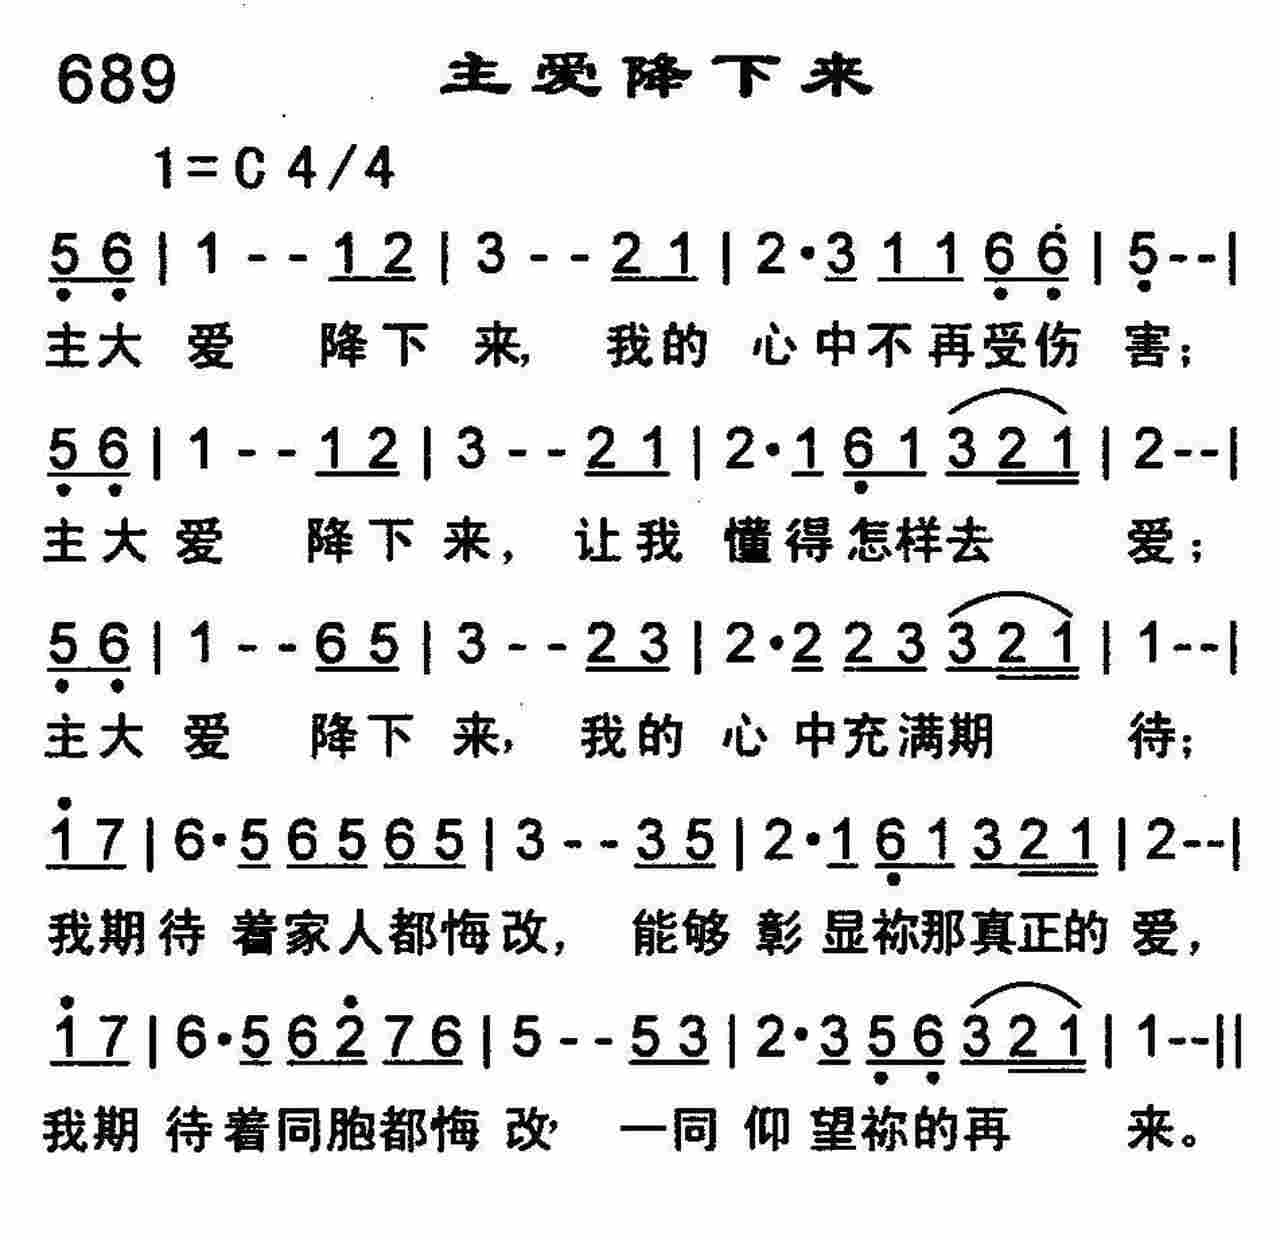 689 主爱降下来
1=C 4/4
5 6 | 1 - - 1 2 | 3 - - 2 1 | 2·3 1 1 6 6 | 5 - - |
主大爱 降下来, 我的心中不再受伤害;
5 6 | 1 - - 1 2 | 3 - - 2 1 | 2·1 6 1 3 2 1 | 2 - - |
主大爱 降下来, 让我懂得怎样去 爱;
5 6 | 1 - - 6 5 | 3 - - 2 3 | 2·2 2 3 3 2 1 | 1 - - |
主大爱 降下来, 我的心中充满期 待;
1 7 | 6·5 6 5 6 5 | 3 - - 3 5 | 2·1 6 1 3 2 1 | 2 - - |
我期待着家人都悔改, 能够彰显祢那真正的爱,
1 7 | 6·5 6 2 7 6 | 5 - - 5 3 | 2·3 5 6 3 2 1 | 1 - - ||
我期待着同胞都悔改, 一同仰望祢的再 来。